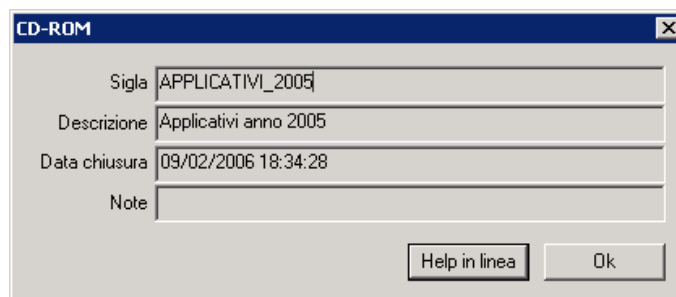 CD-ROM
Sigla APPLICATIVI_2005
Descrizione Applicativi anno 2005
Data chiusura 09/02/2006 18:34:28
Note
Help in linea Ok